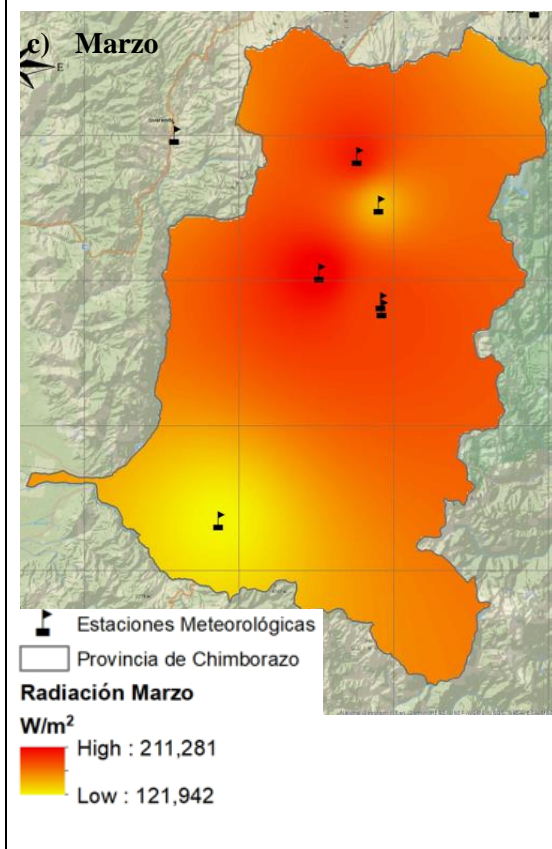 c) Marzo
E
Estaciones Meteorológicas
Provincia de Chimborazo
Radiación Marzo
W/m²
High : 211,281
Low : 121,942